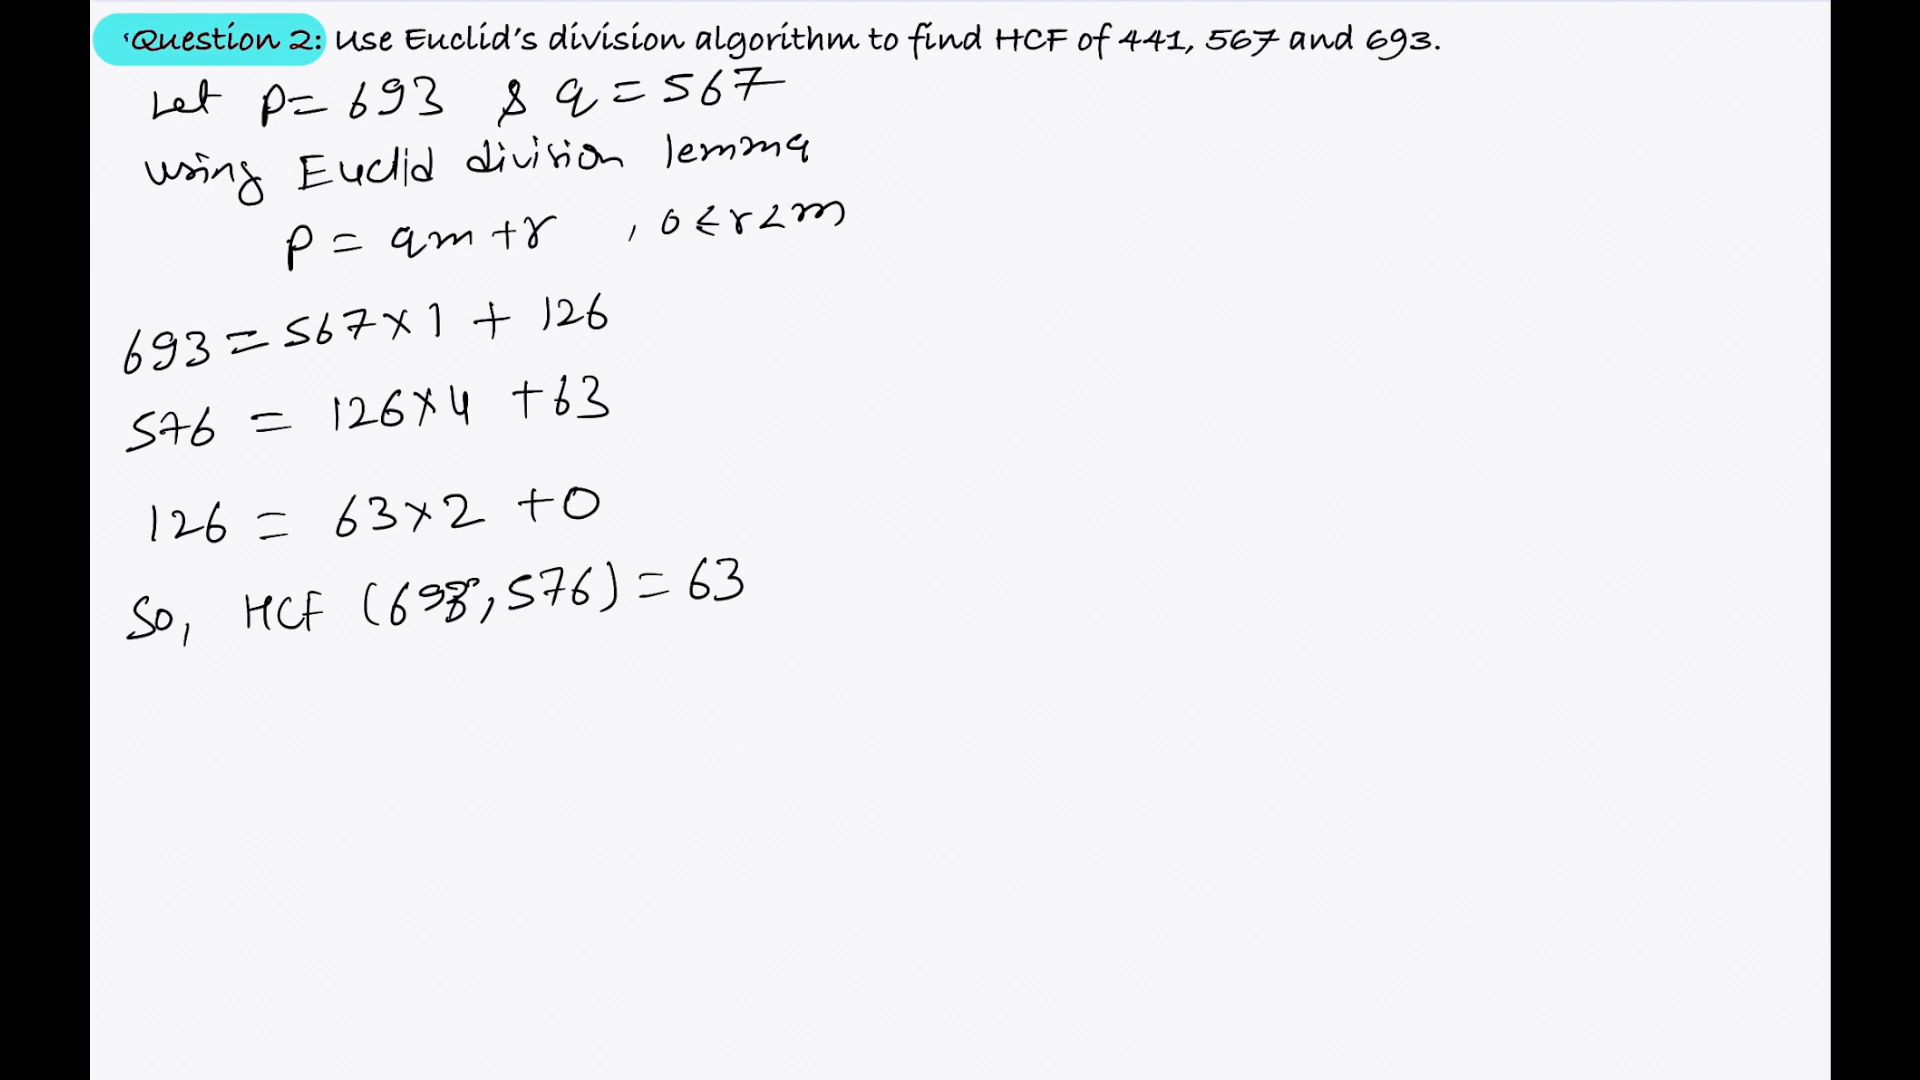 'Question 2: Use Euclid's division algorithm to find HCF of 441, 567 and 693.
Let p = 693 & q = 567
using Euclid division lemma
p = qm + r , 0 ≤ r < m
693 = 567 × 1 + 126
576 = 126 × 4 + 63
126 = 63 × 2 + 0
So, HCF (693, 576) = 63